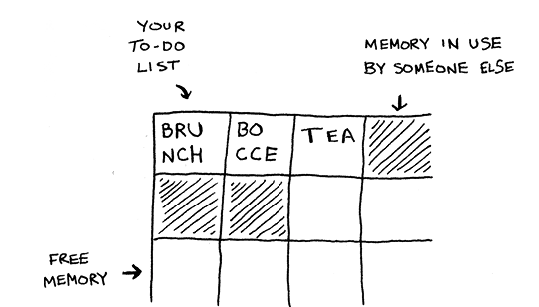 YOUR
TO-DO
LIST
MEMORY IN USE
BY SOMEONE ELSE
BRU
NCH
BO
CCE
TEA
FREE
MEMORY